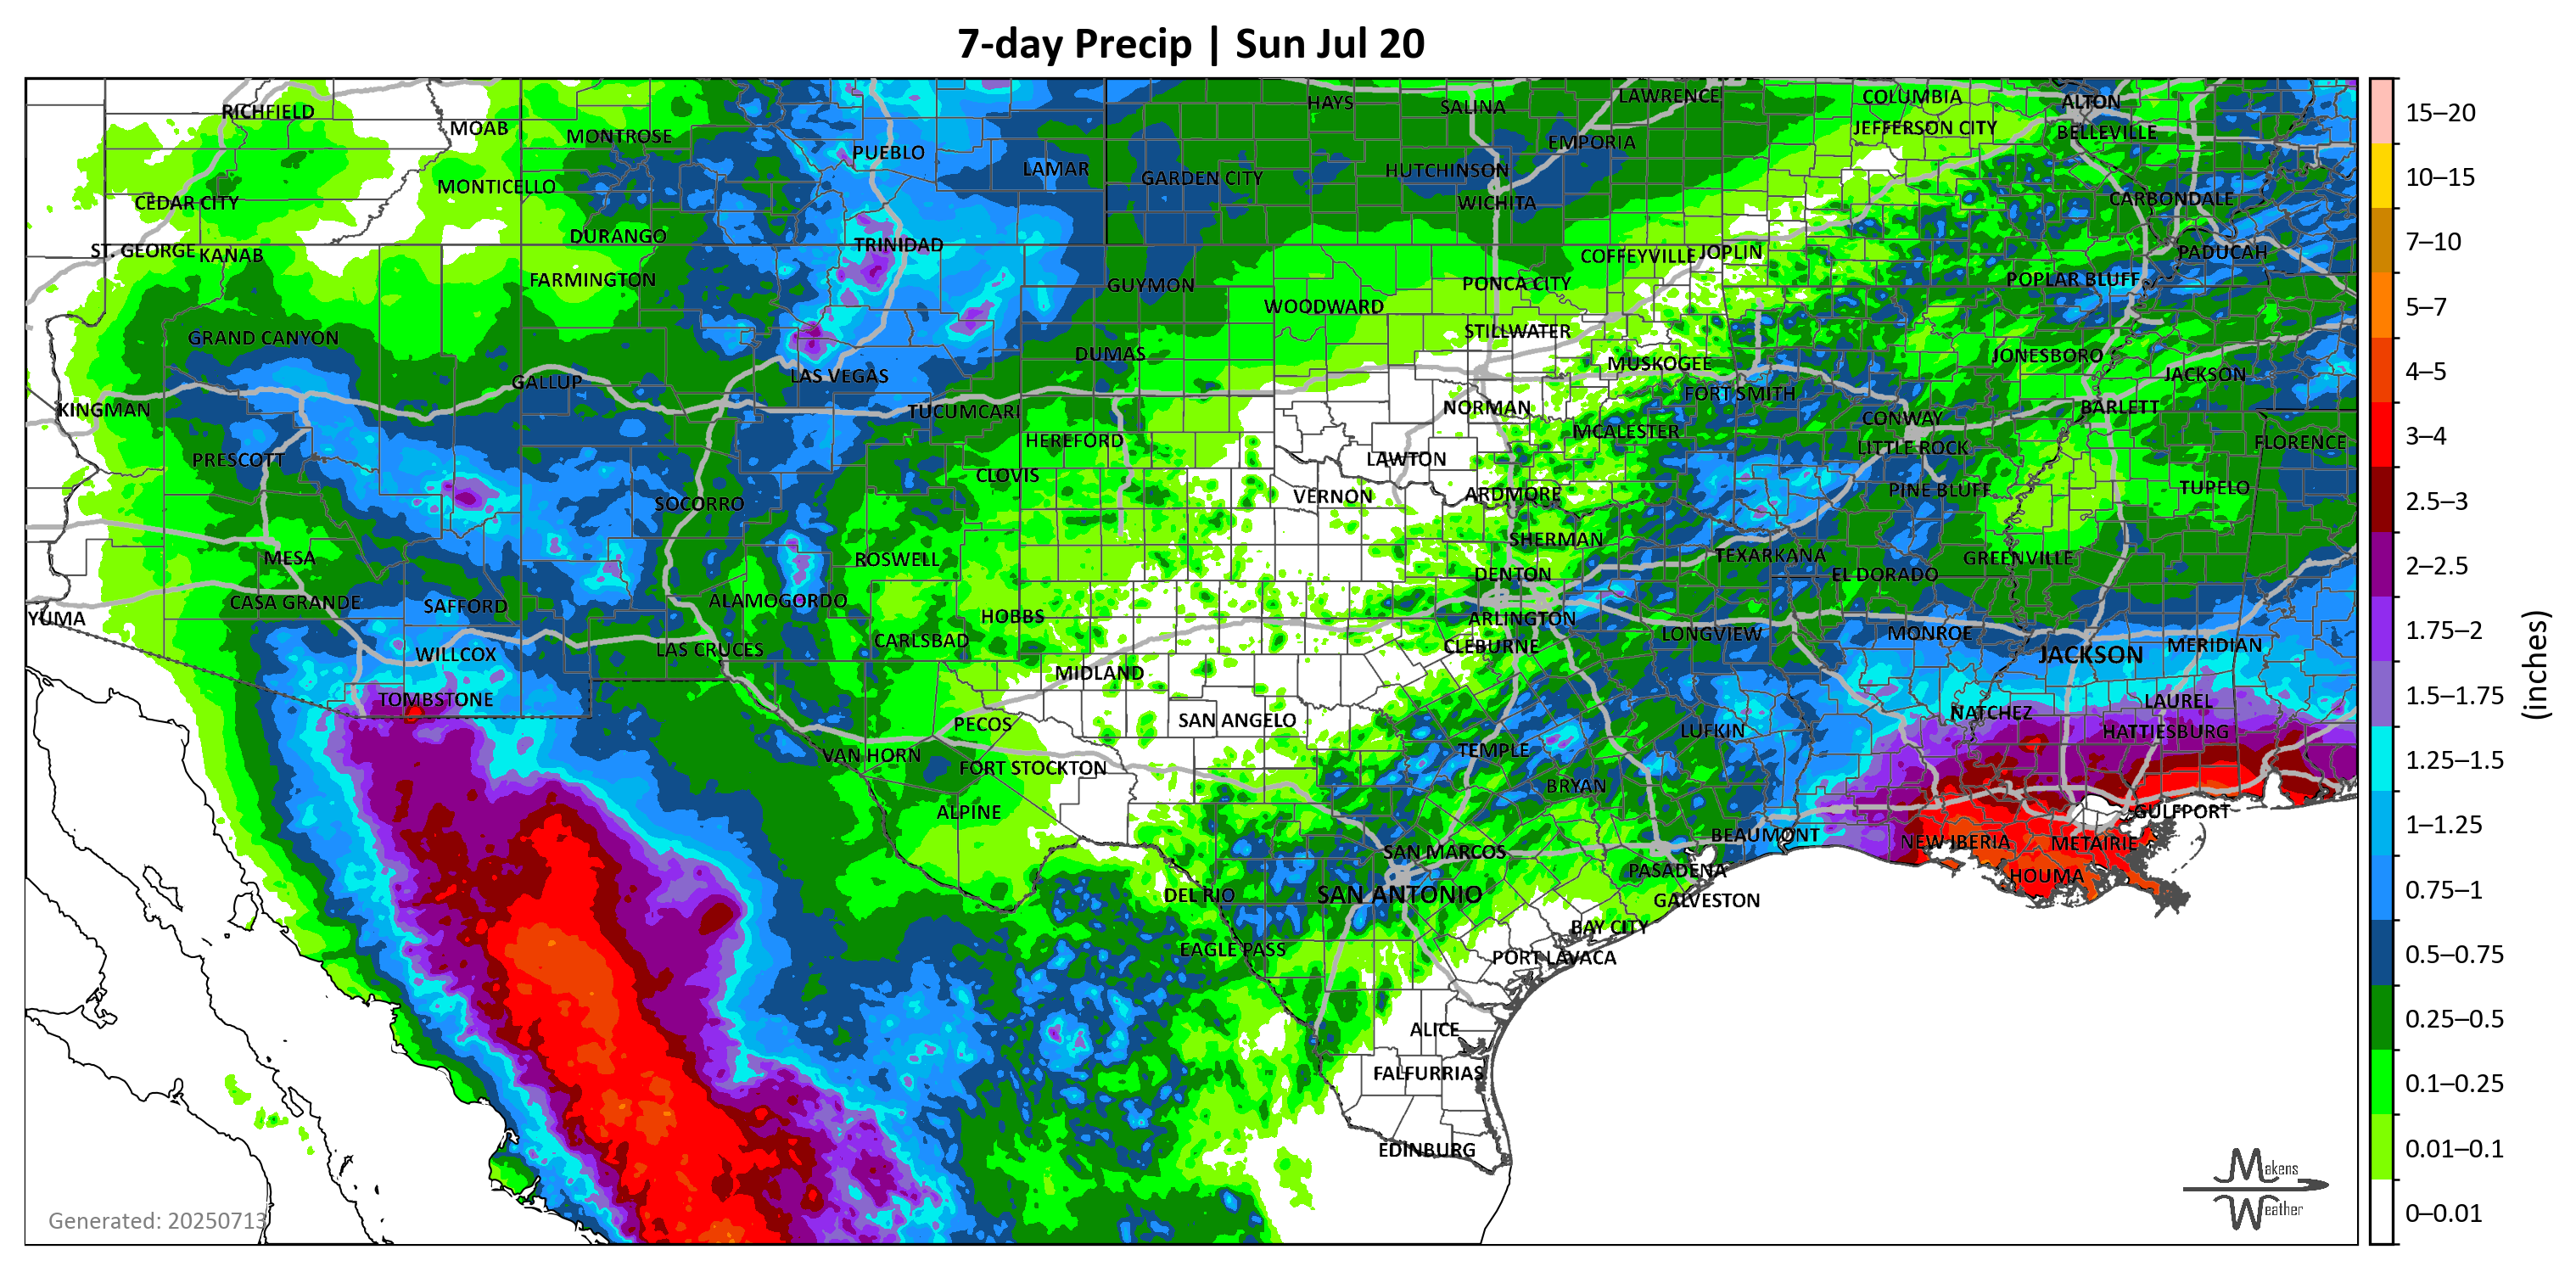 7-day Precip | Sun Jul 20
RICHFIELD
MOAB
MONTROSE
PUEBLO
LAMAR
HAYS
SALINA
LAWRENCE
COLUMBIA
ALTON
GARDEN CITY
HUTCHINSON
EMPORIA
JEFFERSON CITY
BELLEVILLE
MONTICELLO
CEDAR CITY
WICHITA
CARBONDALE
ST. GEORGE
KANAB
DURANGO
TRINIDAD
COFFEYVILLE
JOPLIN
PADUCAH
FARMINGTON
GUYMON
WOODWARD
PONCA CITY
POPLAR BLUFF
GRAND CANYON
DUMAS
STILLWATER
MUSKOGEE
JONESBORO
KINGMAN
GALLUP
LAS VEGAS
TUCUMCARI
NORMAN
FORT SMITH
CONWAY
BARLETT
JACKSON
PRESCOTT
HEREFORD
CLOVIS
LAWTON
MCALESTER
LITTLE ROCK
FLORENCE
SOCORRO
VERNON
ARDMORE
PINE BLUFF
TUPELO
MESA
ROSWELL
SHERMAN
TEXARKANA
GREENVILLE
YUMA
CASA GRANDE
SAFFORD
ALAMOGORDO
HOBBS
DENTON
ARLINGTON
EL DORADO
WILLCOX
LAS CRUCES
CARLSBAD
CLEBURNE
LONGVIEW
MONROE
JACKSON
MERIDIAN
TOMBSTONE
MIDLAND
PECOS
SAN ANGELO
NATCHEZ
LAUREL
VAN HORN
FORT STOCKTON
TEMPLE
LUFKIN
HATTIESBURG
ALPINE
BRYAN
GULFPORT
SAN MARCOS
BEAUMONT
NEW IBERIA
METAIRIE
DEL RIO
SAN ANTONIO
PASADENA
GALVESTON
HOUMA
EAGLE PASS
BAY CITY
PORT LAVACA
ALICE
FALFURRIAS
EDINBURG
Generated: 20250713
Makens
Weather
15–20
10–15
7–10
5–7
4–5
3–4
2.5–3
2–2.5
1.75–2
1.5–1.75
1.25–1.5
1–1.25
0.75–1
0.5–0.75
0.25–0.5
0.1–0.25
0.01–0.1
0–0.01
(inches)